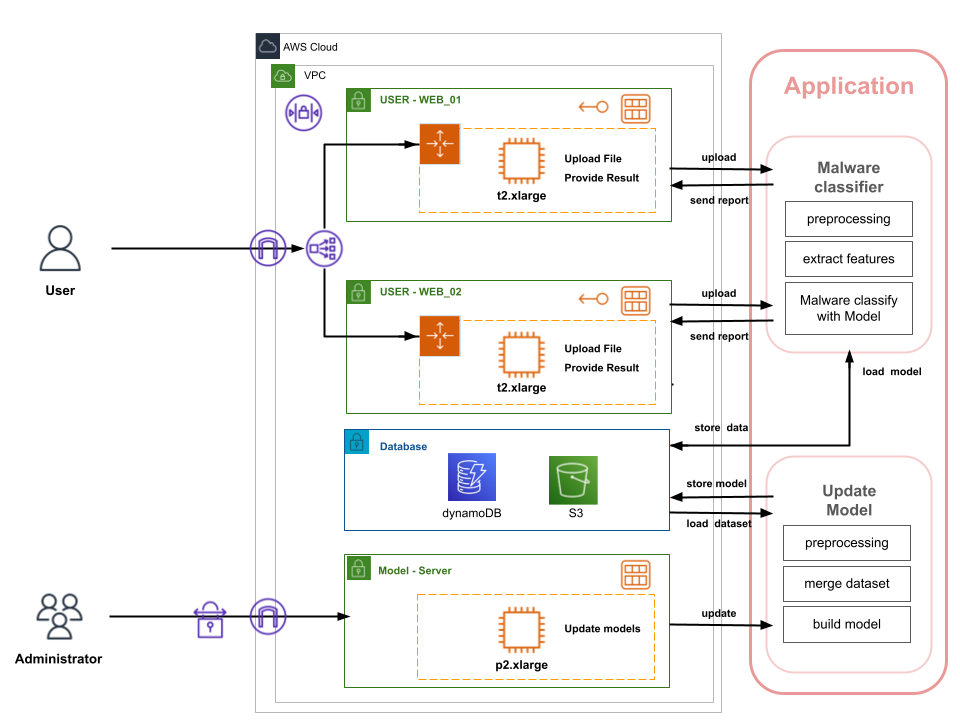 AWS Cloud
VPC
Application
USER - WEB_01
Upload File
Provide Result
t2.xlarge
upload
send report
Malware
classifier
preprocessing
extract features
Malware classify
with Model
User
USER - WEB_02
Upload File
Provide Result
t2.xlarge
upload
send report
load model
store data
Database
dynamoDB
S3
store model
load dataset
Update
Model
preprocessing
merge dataset
build model
Model - Server
Update models
p2.xlarge
update
Administrator